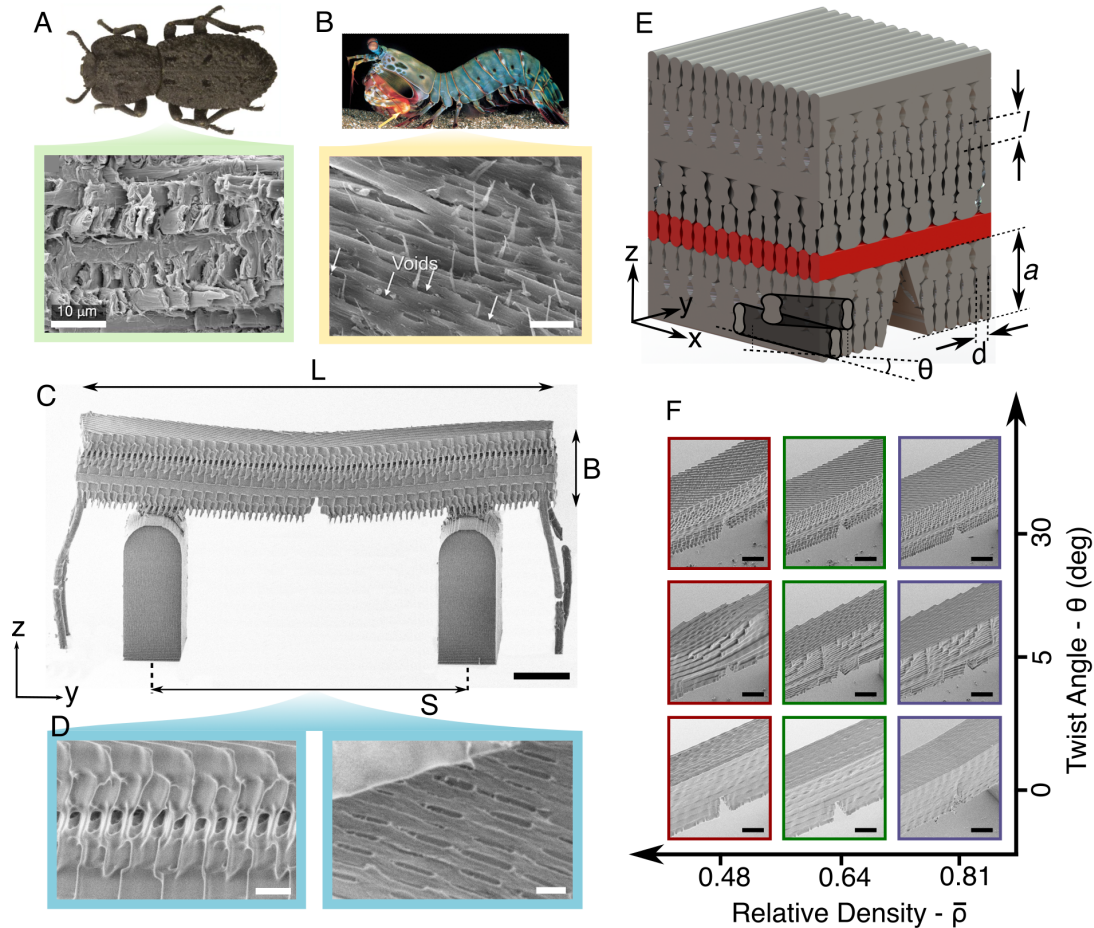 A
B
E
10 μm
Voids
l
a
d
θ
z
y
x
C
L
B
z
y
S
D
F
30
5
0
Twist Angle - θ (deg)
0.48
0.64
0.81
Relative Density - ρ̅